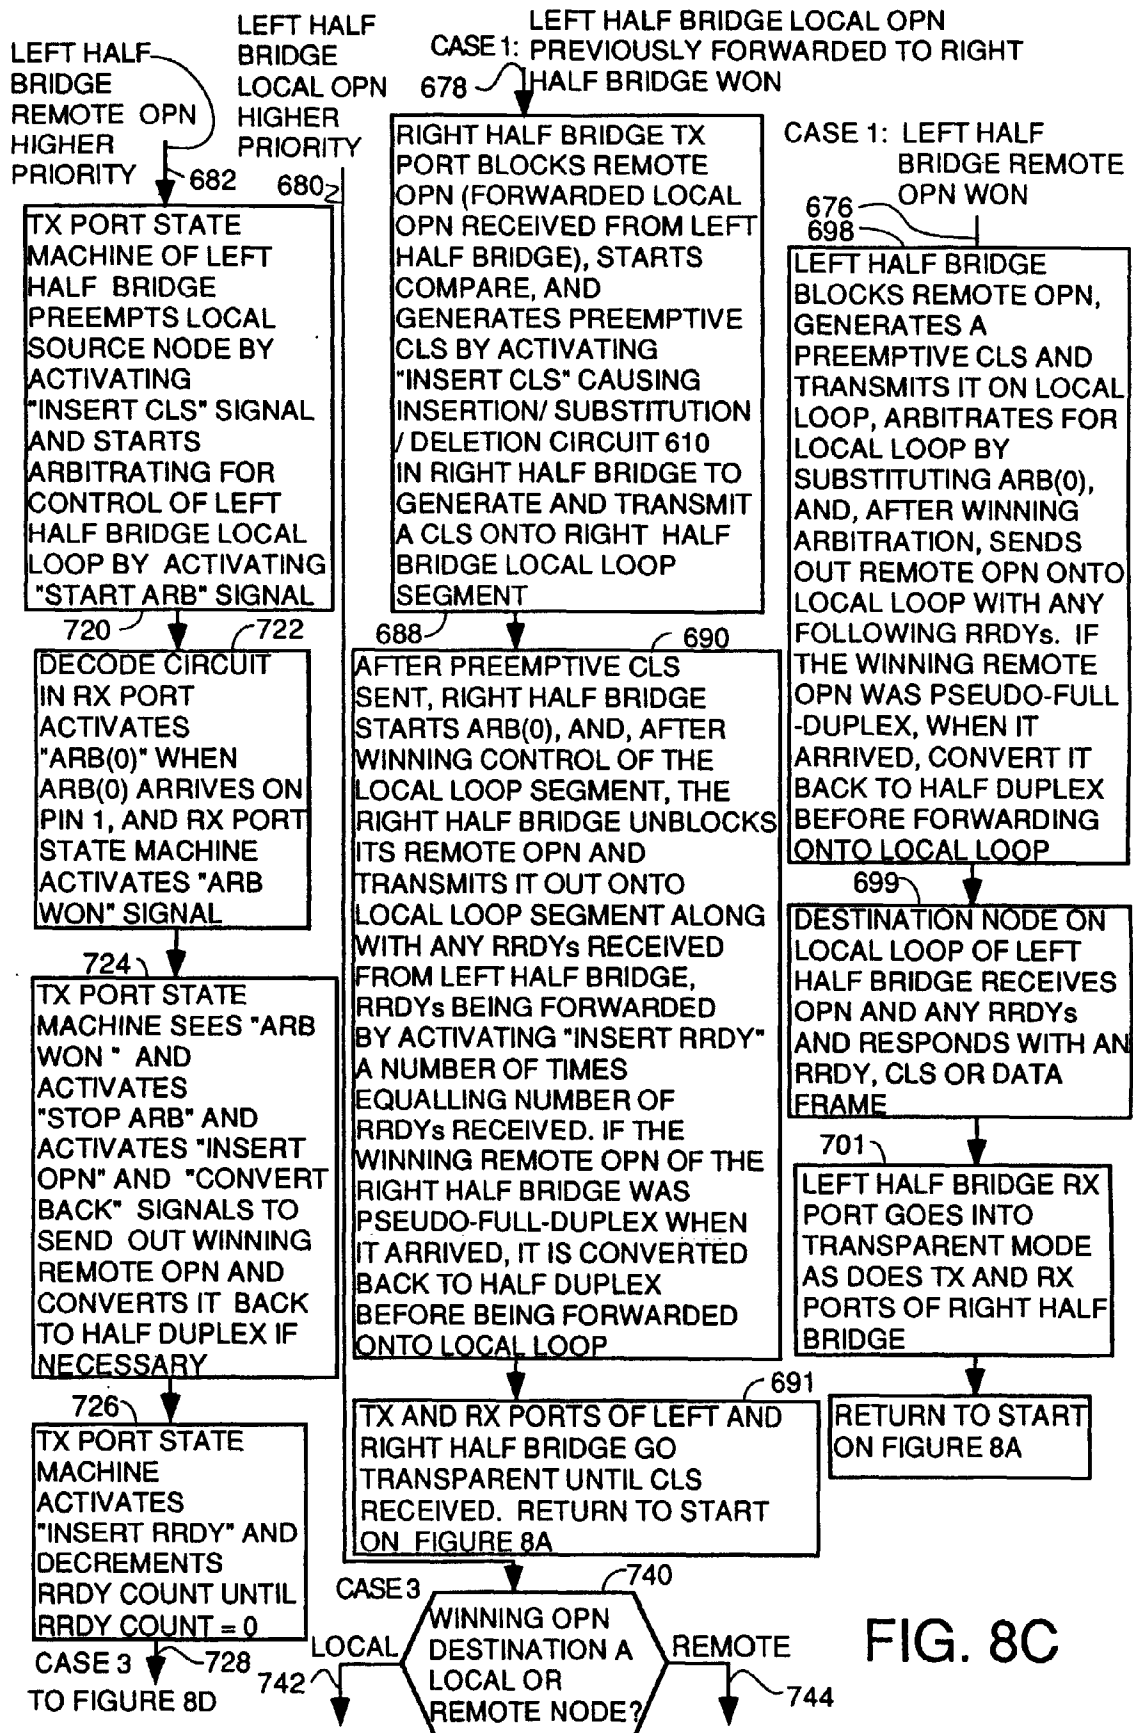 LEFT HALF
BRIDGE
REMOTE OPN
HIGHER
PRIORITY
682
TX PORT STATE
MACHINE OF LEFT
HALF BRIDGE
PREEMPTS LOCAL
SOURCE NODE BY
ACTIVATING
"INSERT CLS" SIGNAL
AND STARTS
ARBITRATING FOR
CONTROL OF LEFT
HALF BRIDGE LOCAL
LOOP BY ACTIVATING
"START ARB" SIGNAL
720
722
DECODE CIRCUIT
IN RX PORT
ACTIVATES
"ARB(0)" WHEN
ARB(0) ARRIVES ON
PIN 1, AND RX PORT
STATE MACHINE
ACTIVATES "ARB
WON" SIGNAL
724
TX PORT STATE
MACHINE SEES "ARB
WON " AND
ACTIVATES
"STOP ARB" AND
ACTIVATES "INSERT
OPN" AND "CONVERT
BACK" SIGNALS TO
SEND OUT WINNING
REMOTE OPN AND
CONVERTS IT BACK
TO HALF DUPLEX IF
NECESSARY
726
TX PORT STATE
MACHINE
ACTIVATES
"INSERT RRDY" AND
DECREMENTS
RRDY COUNT UNTIL
RRDY COUNT = 0
CASE 3
728
TO FIGURE 8D
LEFT HALF
BRIDGE
LOCAL OPN
HIGHER
PRIORITY
680
LEFT HALF BRIDGE LOCAL OPN
CASE 1: PREVIOUSLY FORWARDED TO RIGHT
678
HALF BRIDGE WON
RIGHT HALF BRIDGE TX
PORT BLOCKS REMOTE
OPN (FORWARDED LOCAL
OPN RECEIVED FROM LEFT
HALF BRIDGE), STARTS
COMPARE, AND
GENERATES PREEMPTIVE
CLS BY ACTIVATING
"INSERT CLS" CAUSING
INSERTION/ SUBSTITUTION
/ DELETION CIRCUIT 610
IN RIGHT HALF BRIDGE TO
GENERATE AND TRANSMIT
A CLS ONTO RIGHT HALF
BRIDGE LOCAL LOOP
SEGMENT
688
690
AFTER PREEMPTIVE CLS
SENT, RIGHT HALF BRIDGE
STARTS ARB(0), AND, AFTER
WINNING CONTROL OF THE
LOCAL LOOP SEGMENT, THE
RIGHT HALF BRIDGE UNBLOCKS
ITS REMOTE OPN AND
TRANSMITS IT OUT ONTO
LOCAL LOOP SEGMENT ALONG
WITH ANY RRDYs RECEIVED
FROM LEFT HALF BRIDGE,
RRDYs BEING FORWARDED
BY ACTIVATING "INSERT RRDY"
A NUMBER OF TIMES
EQUALLING NUMBER OF
RRDYs RECEIVED. IF THE
WINNING REMOTE OPN OF THE
RIGHT HALF BRIDGE WAS
PSEUDO-FULL-DUPLEX WHEN
IT ARRIVED, IT IS CONVERTED
BACK TO HALF DUPLEX
BEFORE BEING FORWARDED
ONTO LOCAL LOOP
691
TX AND RX PORTS OF LEFT AND
RIGHT HALF BRIDGE GO
TRANSPARENT UNTIL CLS
RECEIVED. RETURN TO START
ON FIGURE 8A
CASE 3
740
WINNING OPN
DESTINATION A
LOCAL OR
REMOTE NODE?
LOCAL
742
REMOTE
744
CASE 1: LEFT HALF
BRIDGE REMOTE
OPN WON
676
698
LEFT HALF BRIDGE
BLOCKS REMOTE OPN,
GENERATES A
PREEMPTIVE CLS AND
TRANSMITS IT ON LOCAL
LOOP, ARBITRATES FOR
LOCAL LOOP BY
SUBSTITUTING ARB(0),
AND, AFTER WINNING
ARBITRATION, SENDS
OUT REMOTE OPN ONTO
LOCAL LOOP WITH ANY
FOLLOWING RRDYs. IF
THE WINNING REMOTE
OPN WAS PSEUDO-FULL
-DUPLEX, WHEN IT
ARRIVED, CONVERT IT
BACK TO HALF DUPLEX
BEFORE FORWARDING
ONTO LOCAL LOOP
699
DESTINATION NODE ON
LOCAL LOOP OF LEFT
HALF BRIDGE RECEIVES
OPN AND ANY RRDYs
AND RESPONDS WITH AN
RRDY, CLS OR DATA
FRAME
701
LEFT HALF BRIDGE RX
PORT GOES INTO
TRANSPARENT MODE
AS DOES TX AND RX
PORTS OF RIGHT HALF
BRIDGE
RETURN TO START
ON FIGURE 8A
FIG. 8C